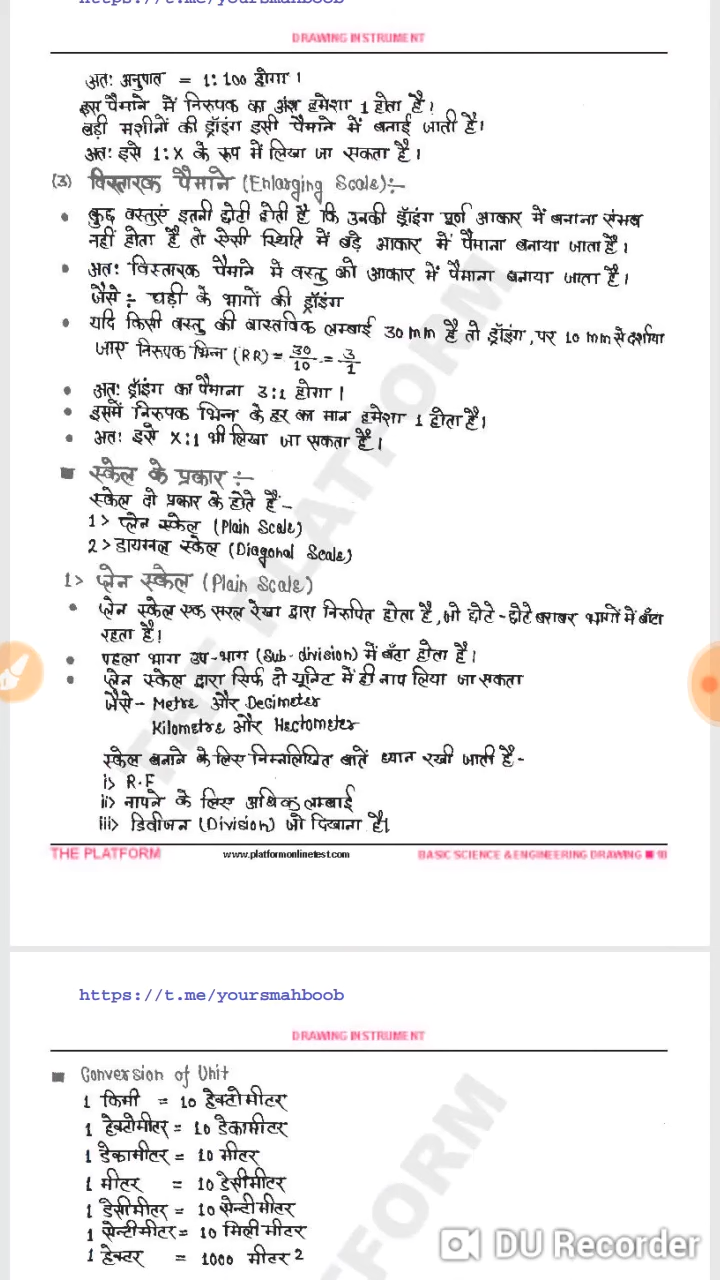 https://t.me/yoursmahboob
DRAWING INSTRUMENT
अतः अनुपात = 1:100 होगा।
इस पैमाने में निरुपक का अंश हमेशा 1 होता है।
बड़ी मशीनों की ड्रॉइंग इसी पैमाने में बनाई जाती है।
अतः इसे 1:X के रूप में लिखा जा सकता है।
(3) विस्तारक पैमाने (Enlarging Scale):-
• कुछ वस्तुएं इतनी छोटी होती है कि उनकी ड्रॉइंग पूर्ण आकार में बनाना संभव
नहीं होता है तो ऐसी स्थिति में बड़े आकार में पैमाना बनाया जाता है।
• अतः विस्तारक पैमाने में वस्तु को आकार में पैमाना बनाया जाता है।
जैसे:- घड़ी के भागों की ड्रॉइंग
• यदि किसी वस्तु की वास्तविक लम्बाई 30 mm है तो ड्रॉइंग, पर 10 mm से दर्शाया
जाए निरुपक भिन्न (RR) = 30/10 = 3/1
• अतः ड्रॉइंग का पैमाना 3:1 होगा।
• इसमें निरुपक भिन्न के हर का मान हमेशा 1 होता है।
• अतः इसे X:1 भी लिखा जा सकता है।
■ स्केल के प्रकार:-
स्केल दो प्रकार के होते हैं-
1> प्लेन स्केल (Plain Scale)
2> डायग्नल स्केल (Diagonal Scale)
1> प्लेन स्केल (Plain Scale)
• प्लेन स्केल एक सरल रेखा द्वारा निरुपित होता है, जो छोटे-छोटे बराबर भागों में बँटा
रहता है।
• पहला भाग उप-भाग (Sub-division) में बँटा होता है।
• प्लेन स्केल द्वारा सिर्फ दो यूनिट में ही नाप लिया जा सकता
जैसे- Metre और Decimeter
Kilometre और Hectometer
स्केल बनाने के लिए निम्नलिखित बातें ध्यान रखी जाती है-
i> R.F
ii> नापने के लिए अधिक लम्बाई
iii> डिवीजन (Division) जो दिखाना है।
THE PLATFORM www.platformonlinetest.com BASIC SCIENCE & ENGINEERING DRAWING ■ 93
THE PLATFORM
https://t.me/yoursmahboob
DRAWING INSTRUMENT
■ Conversion of Unit
1 किमी = 10 हेक्टोमीटर
1 हेक्टोमीटर = 10 डेकामीटर
1 डेकामीटर = 10 मीटर
1 मीटर = 10 डेसीमीटर
1 डेसीमीटर = 10 सेन्टीमीटर
1 सेन्टीमीटर = 10 मिलीमीटर
1 हेक्टर = 1000 मीटर²
FORM
DU Recorder